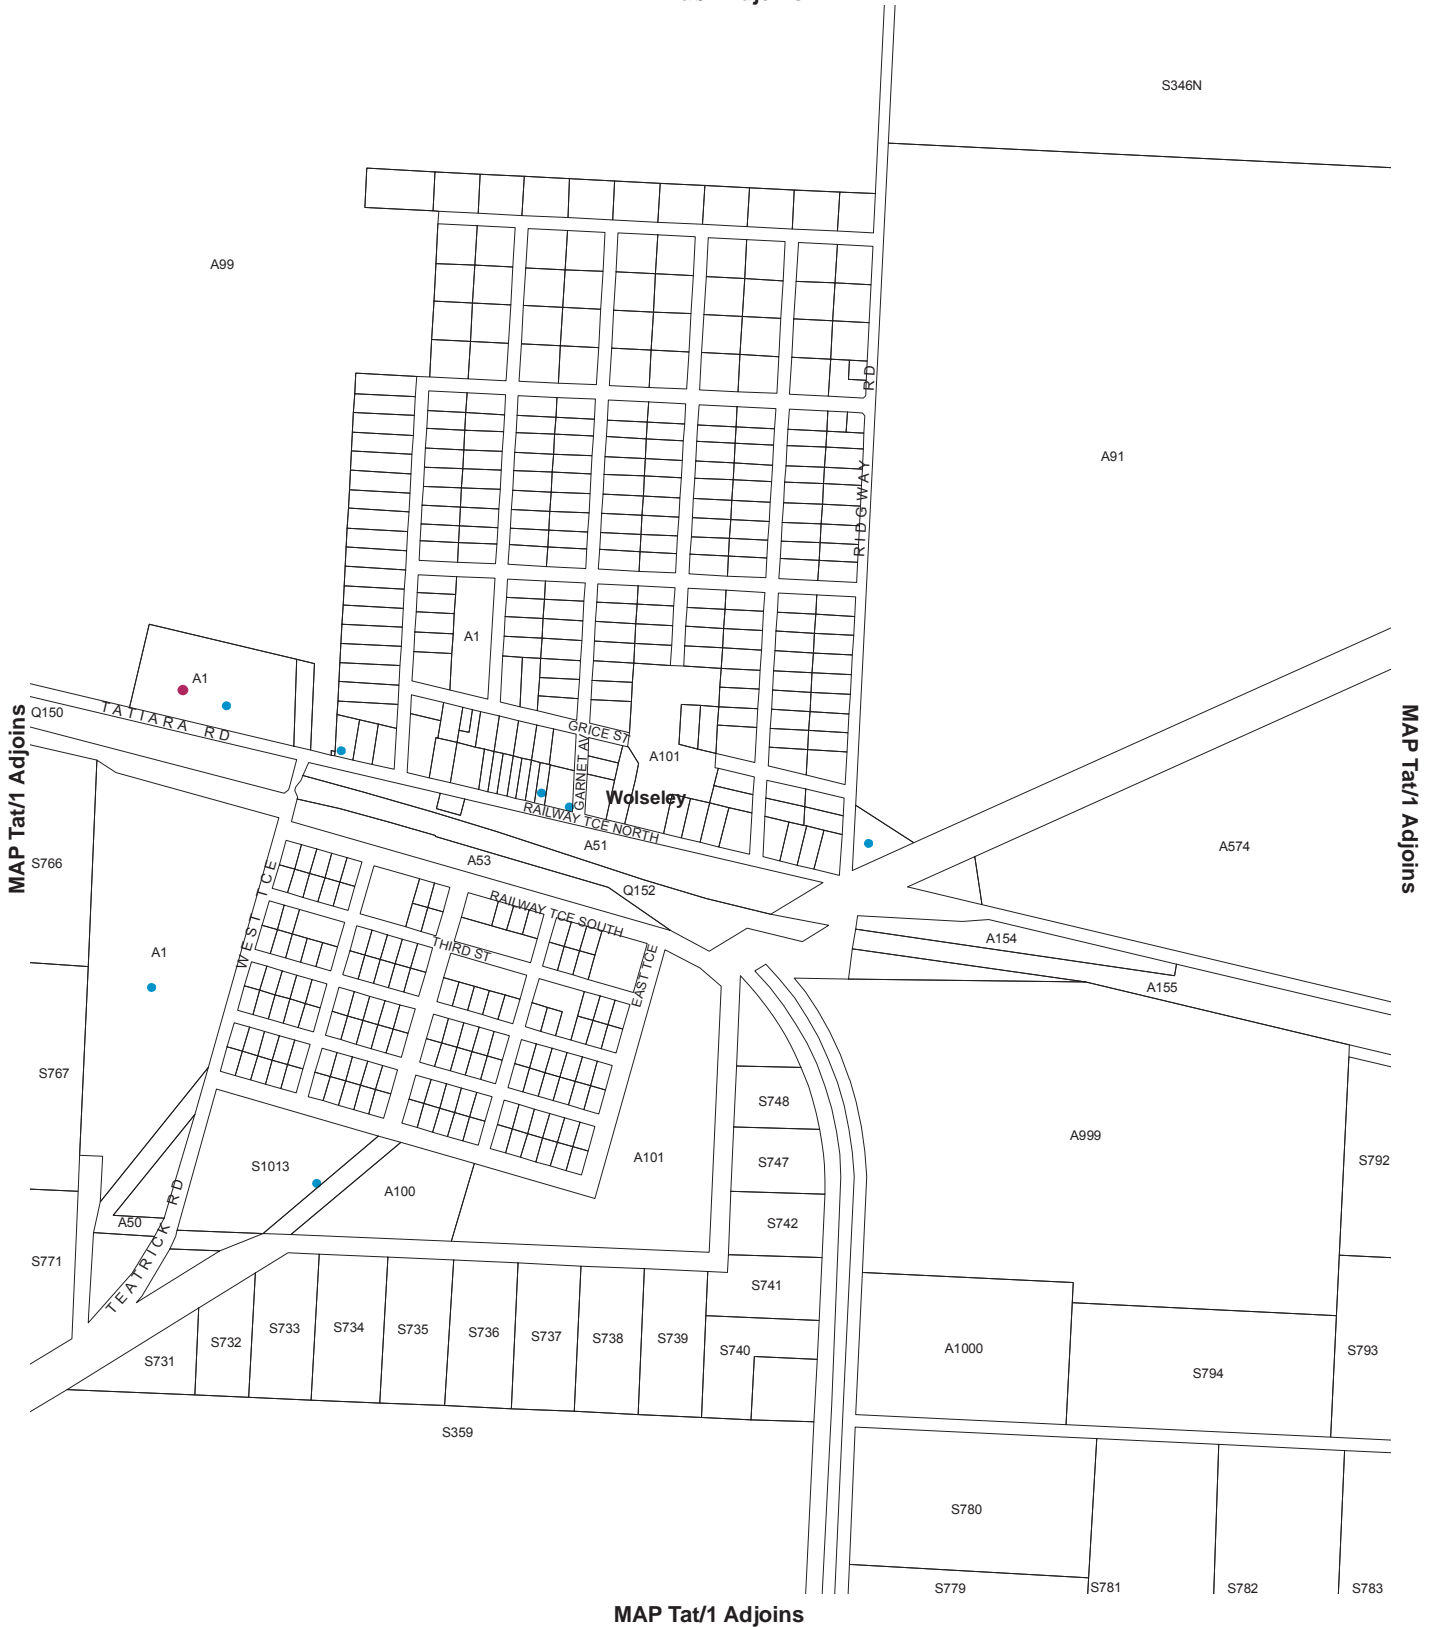 S346N
A99
A91
RIDGWAY RD
A1
A1
TATIARA RD
Q150
MAP Tat/1 Adjoins
MAP Tat/1 Adjoins
GRICE ST
GARNET AV
A101
Wolseley
RAILWAY TCE NORTH
A51
A53
Q152
A574
S766
WEST TCE
RAILWAY TCE SOUTH
THIRD ST
EAST TCE
A154
A155
A1
S767
S748
A999
S747
S792
A101
S1013
A100
S742
A50
TEATRICK RD
S771
S741
S731
S732
S733
S734
S735
S736
S737
S738
S739
S740
A1000
S794
S793
S359
S780
S779
S781
S782
S783
MAP Tat/1 Adjoins